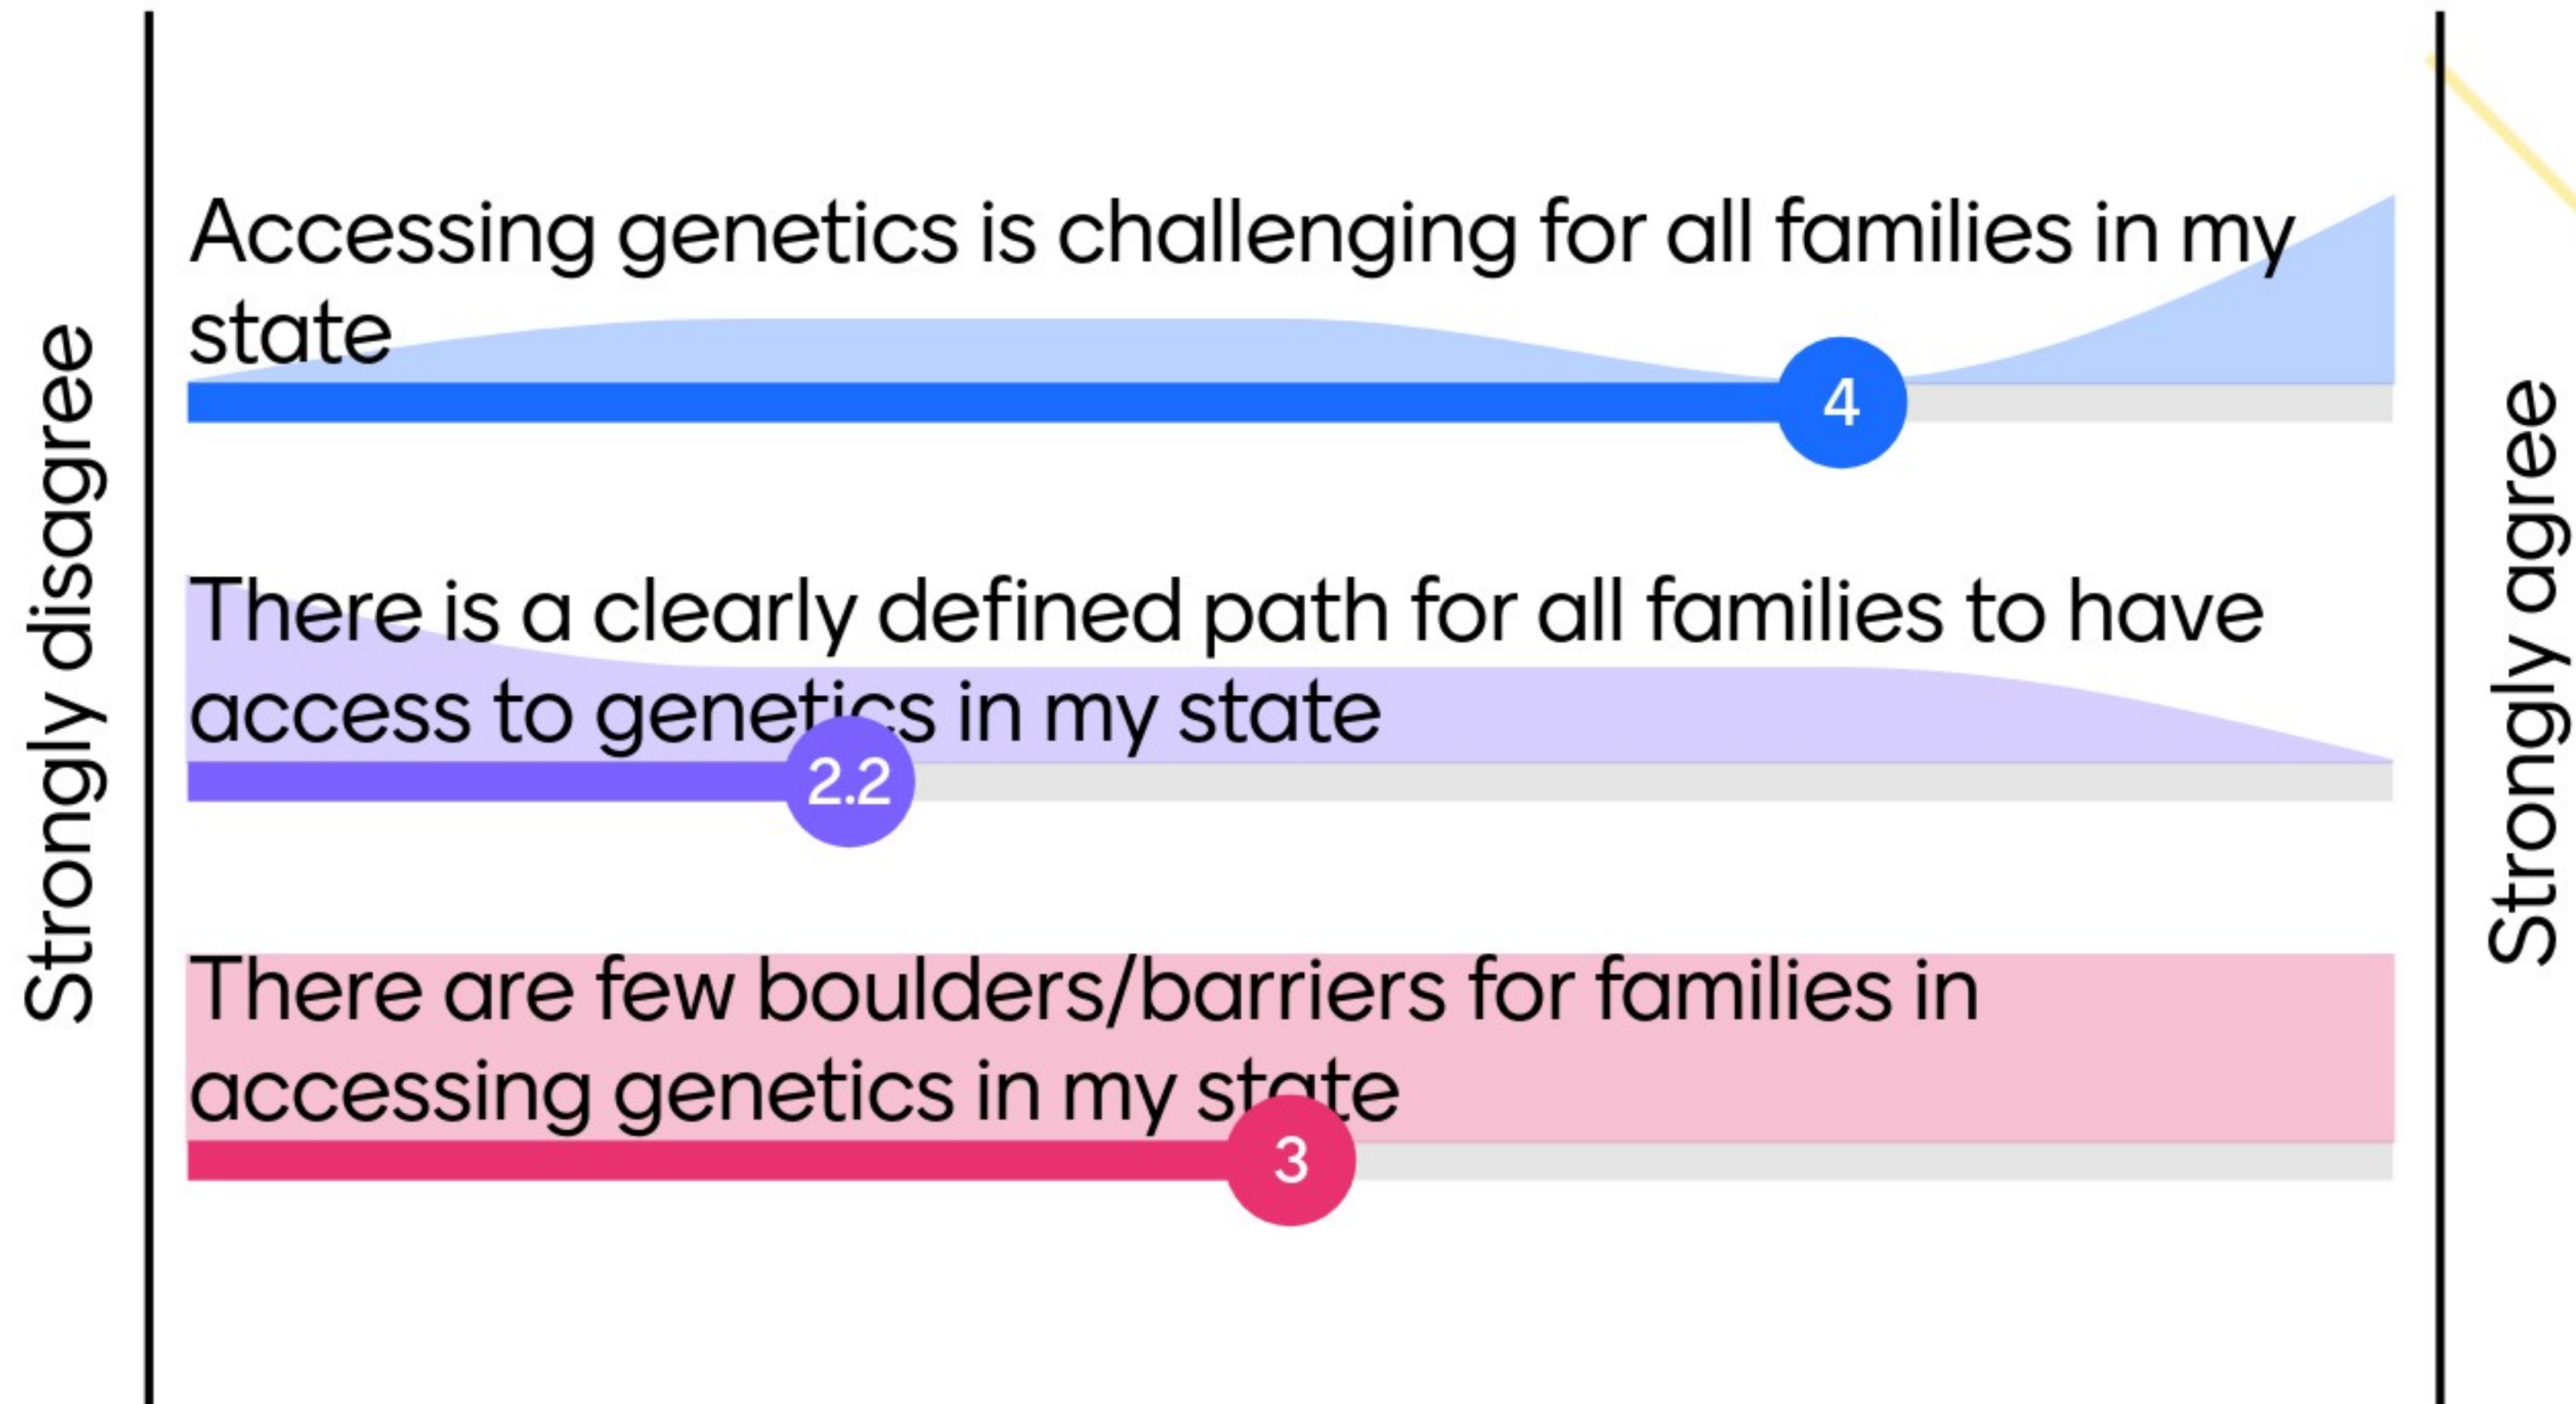 Strongly disagree
Accessing genetics is challenging for all families in my
state
4
There is a clearly defined path for all families to have
access to genetics in my state
2.2
There are few boulders/barriers for families in
accessing genetics in my state
3
Strongly agree